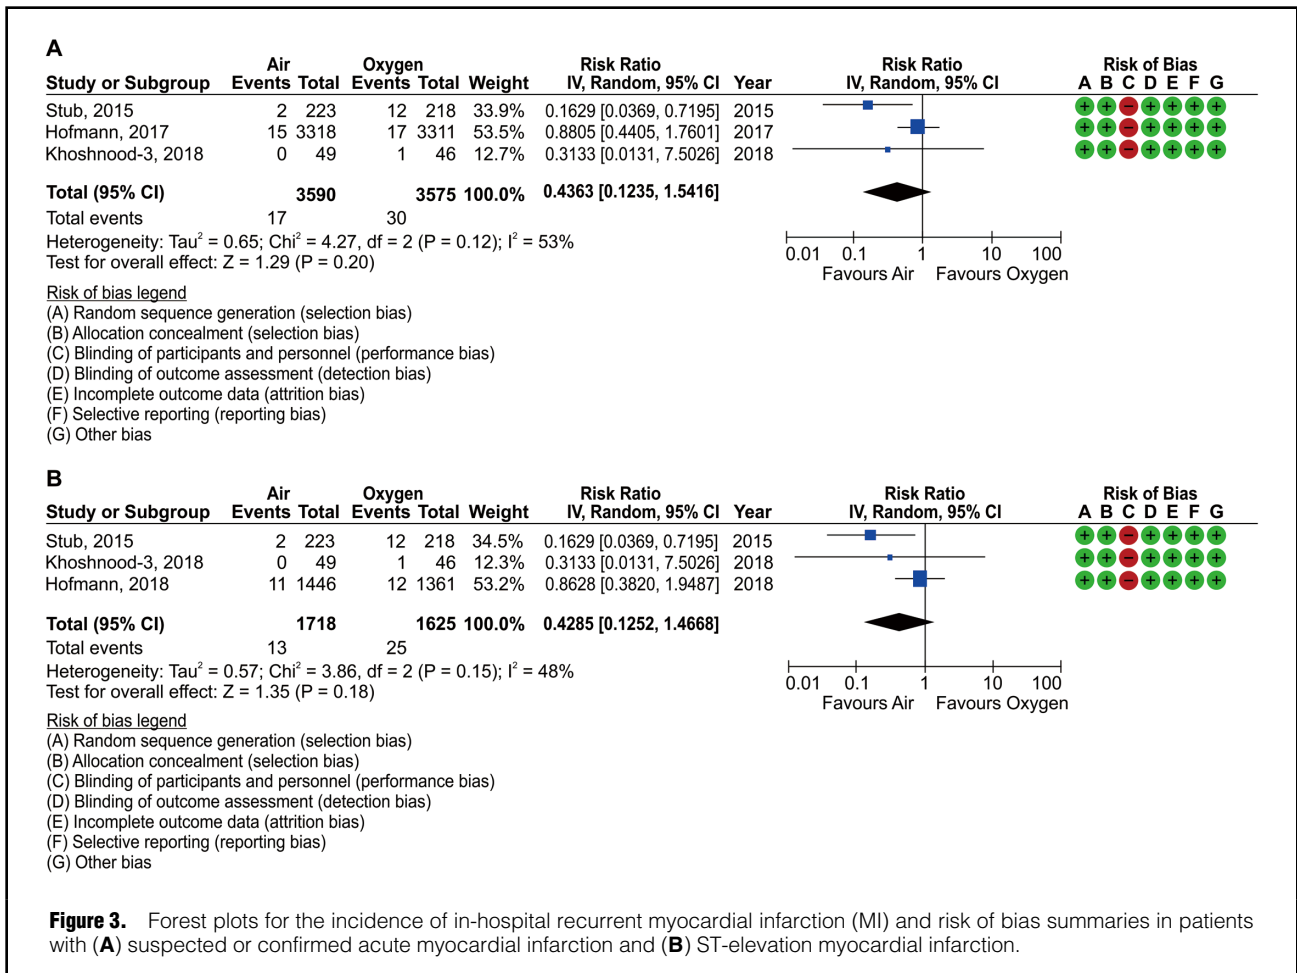 A
Air Oxygen Risk Ratio Risk Ratio Risk of Bias
Study or Subgroup Events Total Events Total Weight IV, Random, 95% CI Year IV, Random, 95% CI A B C D E F G
Stub, 2015 2 223 12 218 33.9% 0.1629 [0.0369, 0.7195] 2015 + + − + + + +
Hofmann, 2017 15 3318 17 3311 53.5% 0.8805 [0.4405, 1.7601] 2017 + + − + + + +
Khoshnood-3, 2018 0 49 1 46 12.7% 0.3133 [0.0131, 7.5026] 2018 + + − + + + +
Total (95% CI) 3590 3575 100.0% 0.4363 [0.1235, 1.5416]
Total events 17 30
Heterogeneity: Tau² = 0.65; Chi² = 4.27, df = 2 (P = 0.12); I² = 53%
Test for overall effect: Z = 1.29 (P = 0.20)
0.01 0.1 1 10 100
Favours Air Favours Oxygen
Risk of bias legend
(A) Random sequence generation (selection bias)
(B) Allocation concealment (selection bias)
(C) Blinding of participants and personnel (performance bias)
(D) Blinding of outcome assessment (detection bias)
(E) Incomplete outcome data (attrition bias)
(F) Selective reporting (reporting bias)
(G) Other bias
B
Air Oxygen Risk Ratio Risk Ratio Risk of Bias
Study or Subgroup Events Total Events Total Weight IV, Random, 95% CI Year IV, Random, 95% CI A B C D E F G
Stub, 2015 2 223 12 218 34.5% 0.1629 [0.0369, 0.7195] 2015 + + − + + + +
Khoshnood-3, 2018 0 49 1 46 12.3% 0.3133 [0.0131, 7.5026] 2018 + + − + + + +
Hofmann, 2018 11 1446 12 1361 53.2% 0.8628 [0.3820, 1.9487] 2018 + + − + + + +
Total (95% CI) 1718 1625 100.0% 0.4285 [0.1252, 1.4668]
Total events 13 25
Heterogeneity: Tau² = 0.57; Chi² = 3.86, df = 2 (P = 0.15); I² = 48%
Test for overall effect: Z = 1.35 (P = 0.18)
0.01 0.1 1 10 100
Favours Air Favours Oxygen
Risk of bias legend
(A) Random sequence generation (selection bias)
(B) Allocation concealment (selection bias)
(C) Blinding of participants and personnel (performance bias)
(D) Blinding of outcome assessment (detection bias)
(E) Incomplete outcome data (attrition bias)
(F) Selective reporting (reporting bias)
(G) Other bias
Figure 3. Forest plots for the incidence of in-hospital recurrent myocardial infarction (MI) and risk of bias summaries in patients
with (A) suspected or confirmed acute myocardial infarction and (B) ST-elevation myocardial infarction.